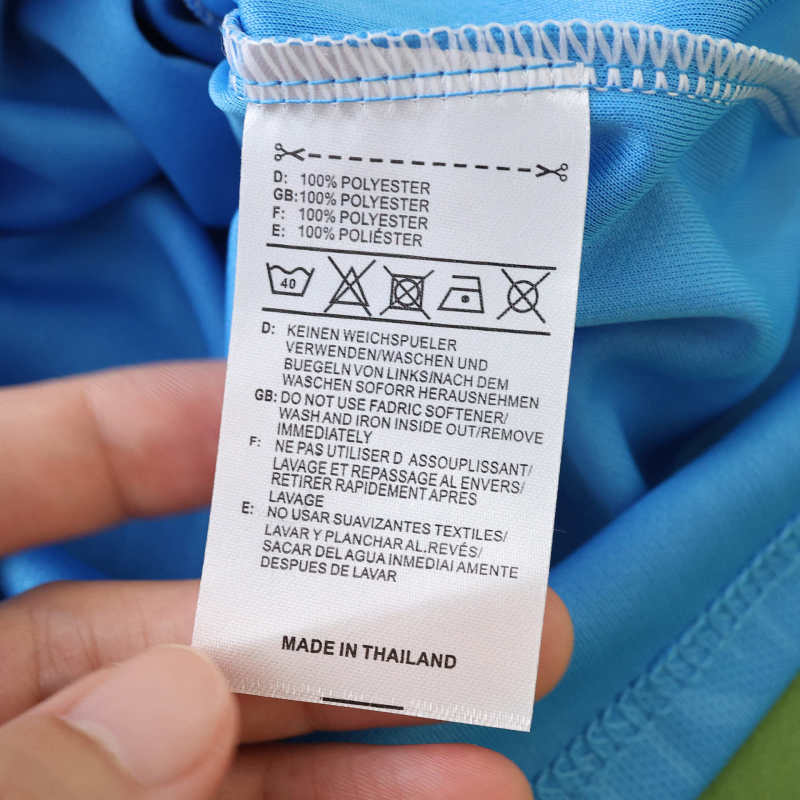 D: 100% POLYESTER
GB:100% POLYESTER
F: 100% POLYESTER
E: 100% POLIÉSTER
40
D: KEINEN WEICHSPUELER
VERWENDEN/WASCHEN UND
BUEGELN VON LINKS/NACH DEM
WASCHEN SOFORR HERAUSNEHMEN
GB: DO NOT USE FADRIC SOFTENER/
WASH AND IRON INSIDE OUT/REMOVE
IMMEDIATELY
F: NE PAS UTILISER D ASSOUPLISSANT/
LAVAGE ET REPASSAGE AL ENVERS/
RETIRER RAPIDEMENT APRES
LAVAGE
E: NO USAR SUAVIZANTES TEXTILES/
LAVAR Y PLANCHAR AL.REVÉS/
SACAR DEL AGUA INMEDIAI AMENTE
DESPUES DE LAVAR
MADE IN THAILAND